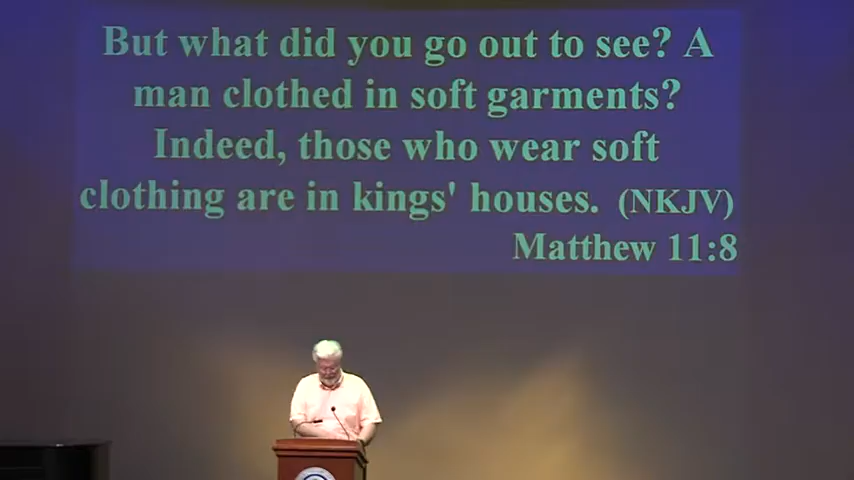 But what did you go out to see? A
man clothed in soft garments?
Indeed, those who wear soft
clothing are in kings' houses. (NKJV)
Matthew 11:8